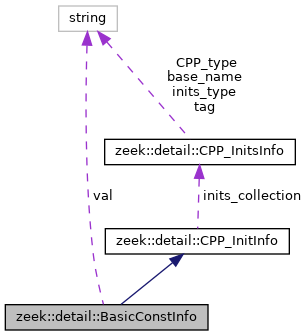 string
CPP_type
base_name
inits_type
tag
zeek::detail::CPP_InitsInfo
val
inits_collection
zeek::detail::CPP_InitInfo
zeek::detail::BasicConstInfo